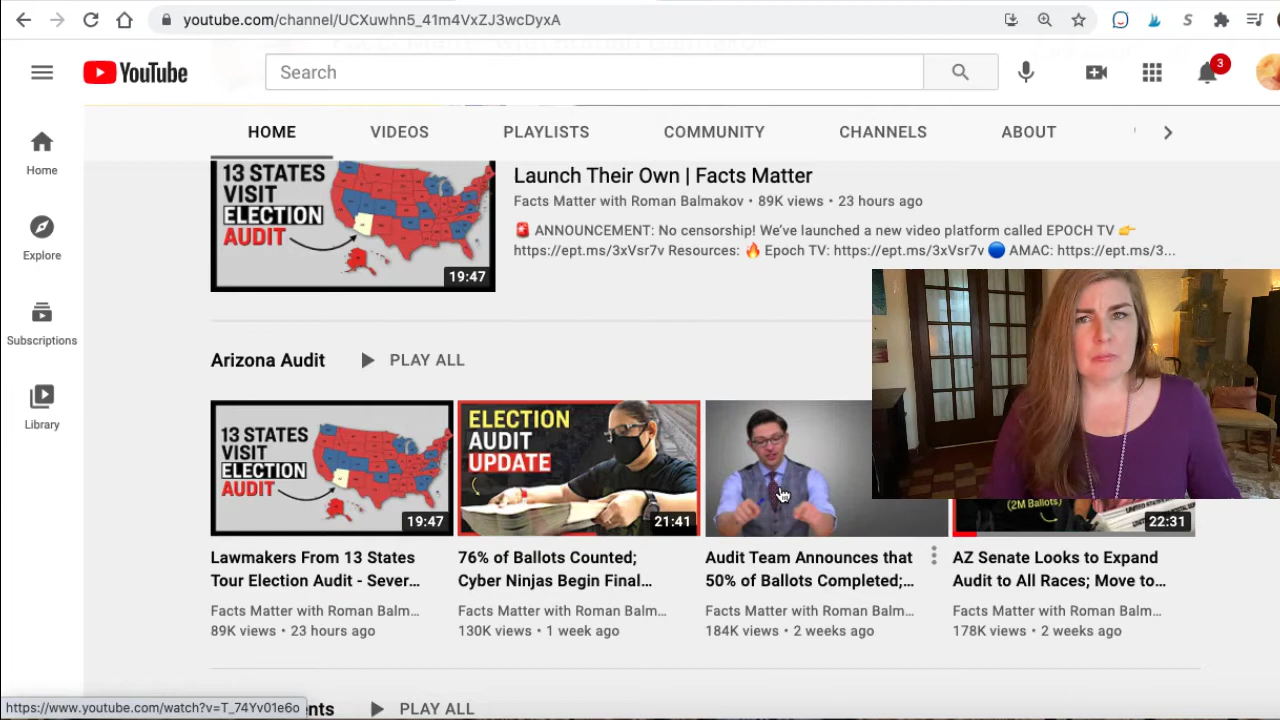 youtube.com/channel/UCXuwhn5_41m4VxZJ3wcDyxA
YouTube
Search
3
HOME
VIDEOS
PLAYLISTS
COMMUNITY
CHANNELS
ABOUT
Home
Explore
Subscriptions
Library
13 STATES
VISIT
ELECTION
AUDIT
19:47
Launch Their Own | Facts Matter
Facts Matter with Roman Balmakov • 89K views • 23 hours ago
ANNOUNCEMENT: No censorship! We've launched a new video platform called EPOCH TV
https://ept.ms/3xVsr7v Resources: Epoch TV: https://ept.ms/3xVsr7v AMAC: https://ept.ms/3...
Arizona Audit
PLAY ALL
13 STATES
VISIT
ELECTION
AUDIT
19:47
ELECTION
AUDIT
UPDATE
21:41
(2M Ballots)
22:31
Lawmakers From 13 States
Tour Election Audit - Sever...
Facts Matter with Roman Balm...
89K views • 23 hours ago
76% of Ballots Counted;
Cyber Ninjas Begin Final...
Facts Matter with Roman Balm...
130K views • 1 week ago
Audit Team Announces that
50% of Ballots Completed;...
Facts Matter with Roman Balm...
184K views • 2 weeks ago
AZ Senate Looks to Expand
Audit to All Races; Move to...
Facts Matter with Roman Balm...
178K views • 2 weeks ago
https://www.youtube.com/watch?v=T_74Yv01e6o
nts
PLAY ALL